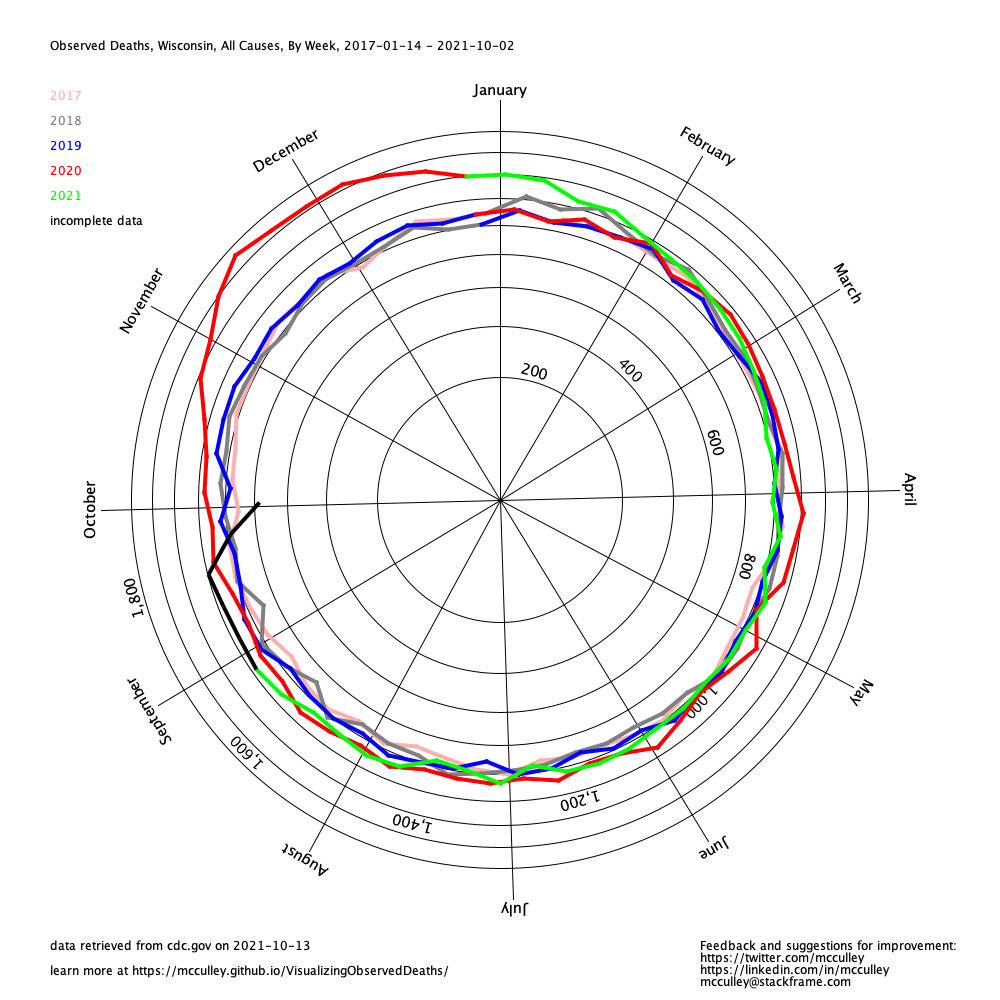 Observed Deaths, Wisconsin, All Causes, By Week, 2017-01-14 - 2021-10-02
2017
2018
2019
2020
2021
incomplete data
January
February
March
April
May
June
July
August
September
October
November
December
200
400
600
800
1,000
1,200
1,400
1,600
1,800
data retrieved from cdc.gov on 2021-10-13
learn more at https://mcculley.github.io/VisualizingObservedDeaths/
Feedback and suggestions for improvement:
https://twitter.com/mcculley
https://linkedin.com/in/mcculley
mcculley@stackframe.com